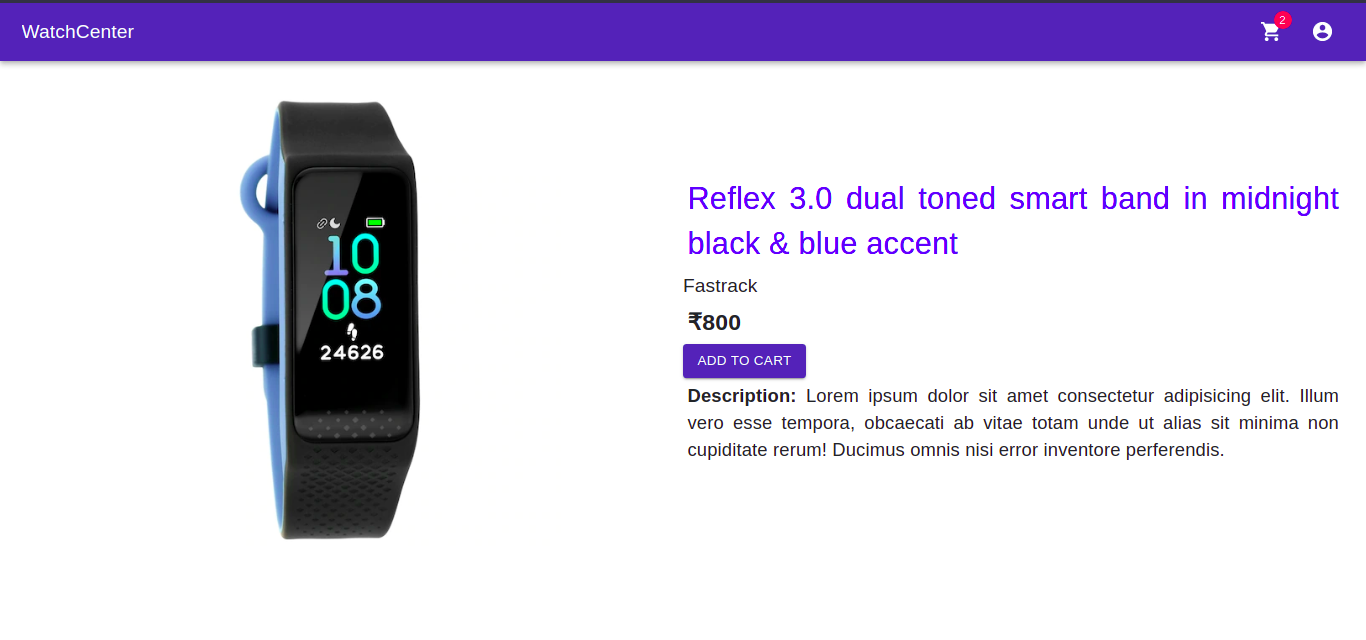 WatchCenter
2
Reflex 3.0 dual toned smart band in midnight
black & blue accent
Fastrack
₹800
ADD TO CART
Description: Lorem ipsum dolor sit amet consectetur adipisicing elit. Illum
vero esse tempora, obcaecati ab vitae totam unde ut alias sit minima non
cupiditate rerum! Ducimus omnis nisi error inventore perferendis.
10
08
24626